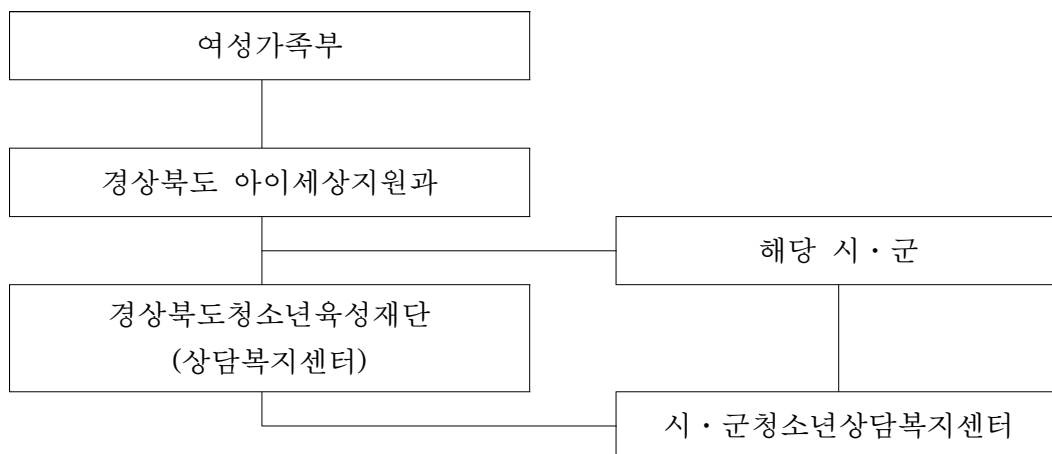 여성가족부
경상북도 아이세상지원과
해당 시・군
경상북도청소년육성재단
(상담복지센터)
시・군청소년상담복지센터